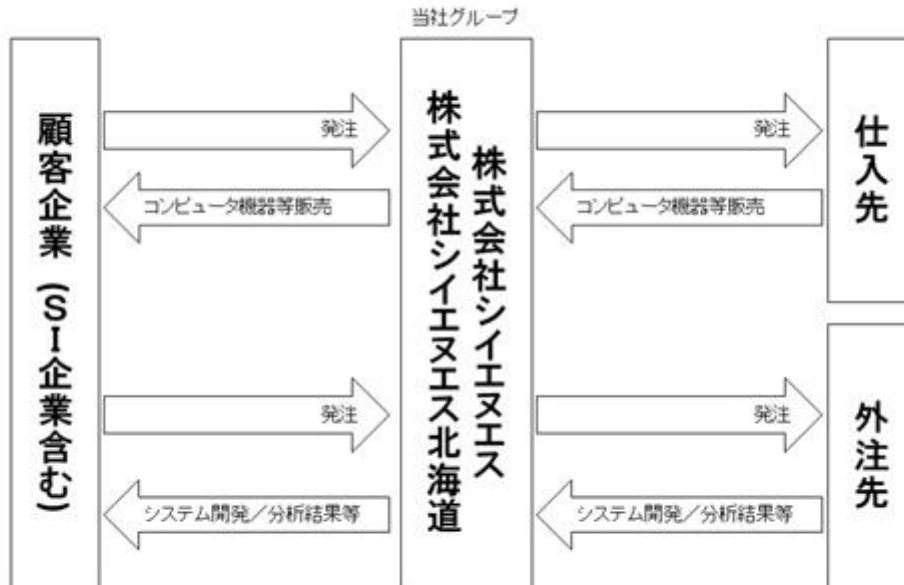 当社グループ
顧客企業（ＳＩ企業含む）
発注
コンピュータ機器等販売
発注
システム開発／分析結果等
株式会社シイエヌエス
株式会社シイエヌエス北海道
発注
コンピュータ機器等販売
発注
システム開発／分析結果等
仕入先
外注先